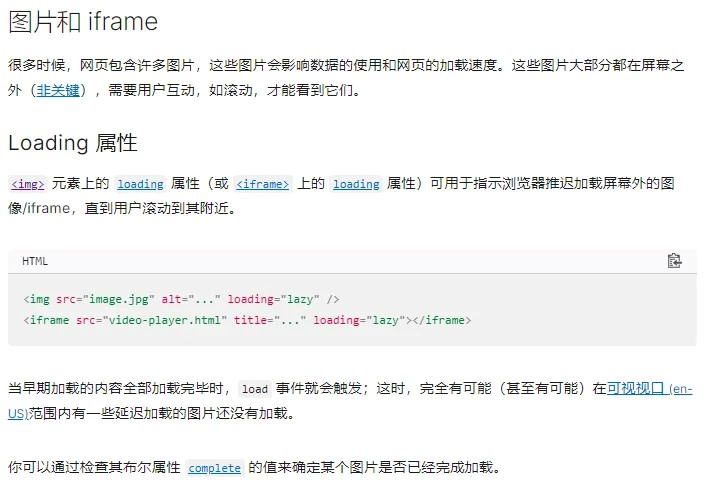 图片和 iframe
很多时候，网页包含许多图片，这些图片会影响数据的使用和网页的加载速度。这些图片大部分都在屏幕之
外（非关键），需要用户互动，如滚动，才能看到它们。
Loading 属性
<img> 元素上的 loading 属性（或 <iframe> 上的 loading 属性）可用于指示浏览器推迟加载屏幕外的图
像/iframe，直到用户滚动到其附近。
HTML
<img src="image.jpg" alt="..." loading="lazy" />
<iframe src="video-player.html" title="..." loading="lazy"></iframe>
当早期加载的内容全部加载完毕时，load 事件就会触发；这时，完全有可能（甚至有可能）在可视视口 (en-
US)范围内有一些延迟加载的图片还没有加载。
你可以通过检查其布尔属性 complete 的值来确定某个图片是否已经完成加载。